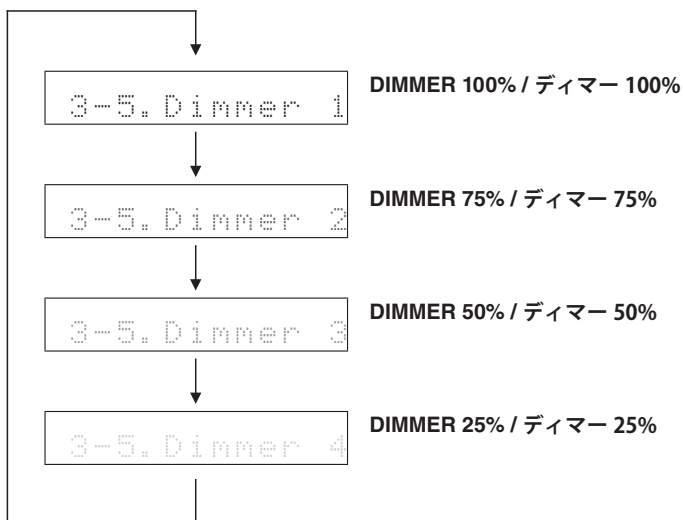 DIMMER 100% / ディマー 100%
3-5.Dimmer 1
DIMMER 75% / ディマー 75%
3-5.Dimmer 2
DIMMER 50% / ディマー 50%
3-5.Dimmer 3
DIMMER 25% / ディマー 25%
3-5.Dimmer 4